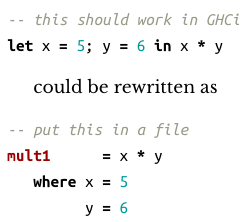 -- this should work in GHCi
let x = 5; y = 6 in x * y
could be rewritten as
-- put this in a file
mult1      = x * y
   where x = 5
         y = 6